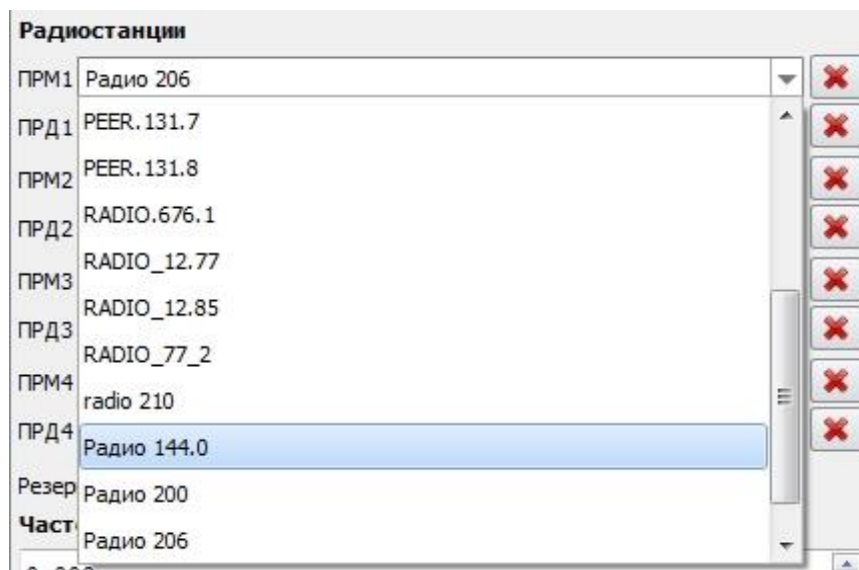 Радиостанции
ПРМ1 Радио 206
ПРД1 PEER.131.7
ПРМ2 PEER.131.8
ПРД2 RADIO.676.1
ПРМ3 RADIO_12.77
RADIO_12.85
ПРД3 RADIO_77_2
ПРМ4 radio 210
ПРД4 Радио 144.0
Резер Радио 200
Част Радио 206